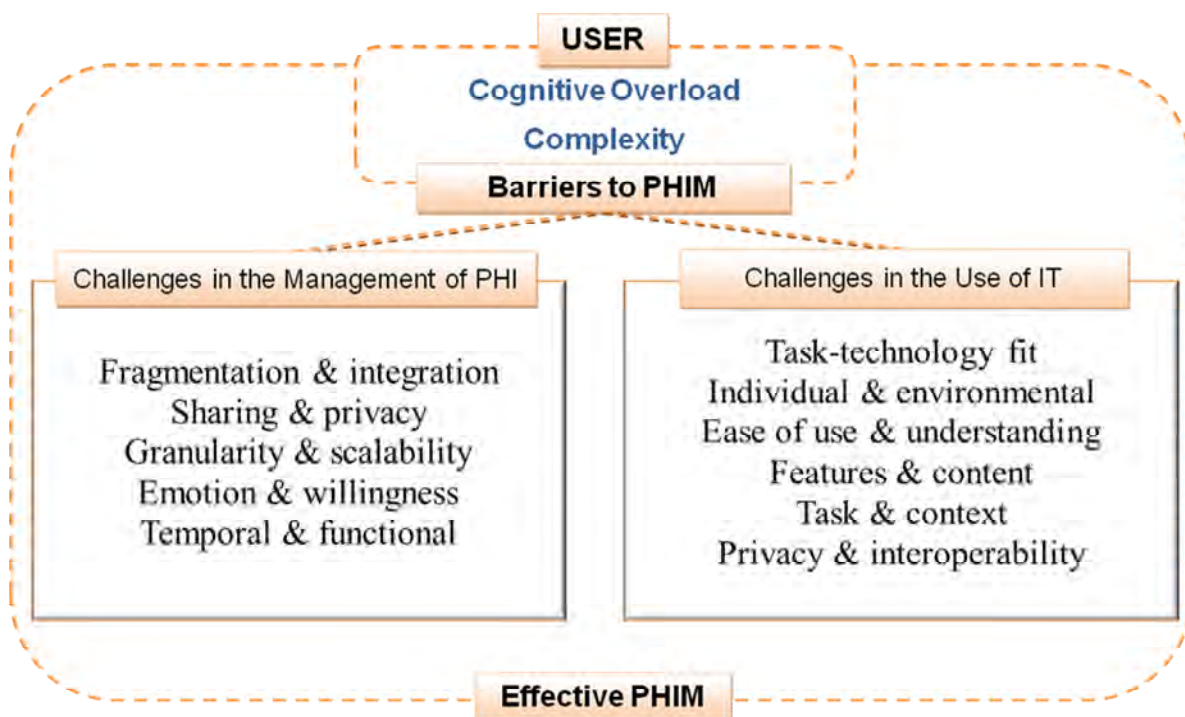 USER
Cognitive Overload
Complexity
Barriers to PHIM
Challenges in the Management of PHI
Fragmentation & integration
Sharing & privacy
Granularity & scalability
Emotion & willingness
Temporal & functional
Challenges in the Use of IT
Task-technology fit
Individual & environmental
Ease of use & understanding
Features & content
Task & context
Privacy & interoperability
Effective PHIM